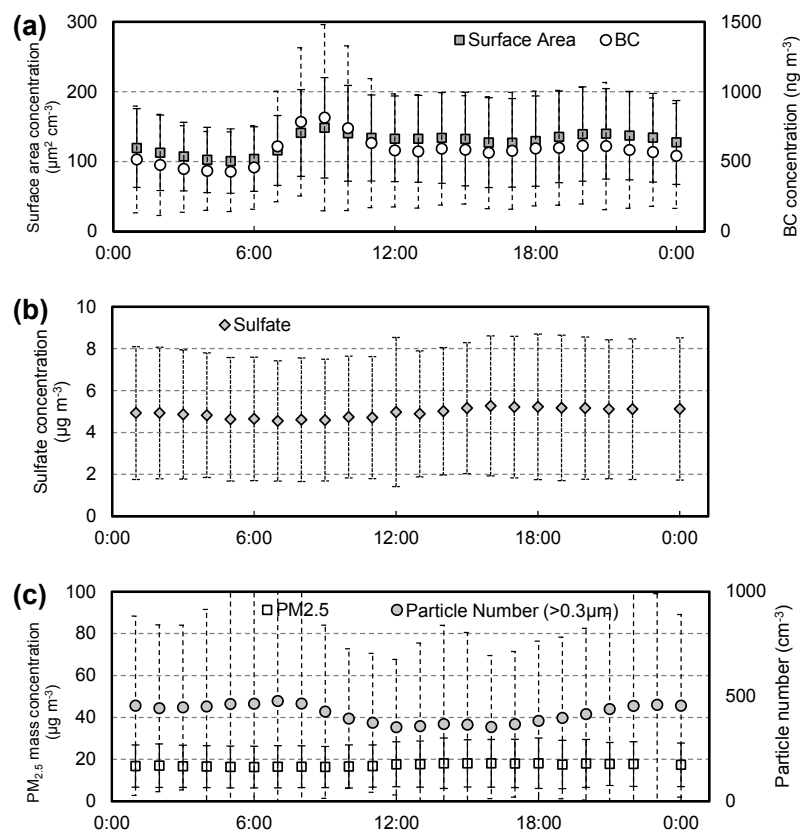 (a)
300
1500
Surface Area
BC
200
1000
100
500
0
0
0:00 6:00 12:00 18:00 0:00
Surface area concentration
(µm² cm⁻³)
BC concentration (ng m⁻³)
(b)
10
Sulfate
8
6
4
2
0
0:00 6:00 12:00 18:00 0:00
Sulfate concentration
(µg m⁻³)
(c)
100
1000
PM2.5
Particle Number (>0.3µm)
80
60
500
40
20
0
0
0:00 6:00 12:00 18:00 0:00
PM₂.₅ mass concentration
(µg m⁻³)
Particle number (cm⁻³)